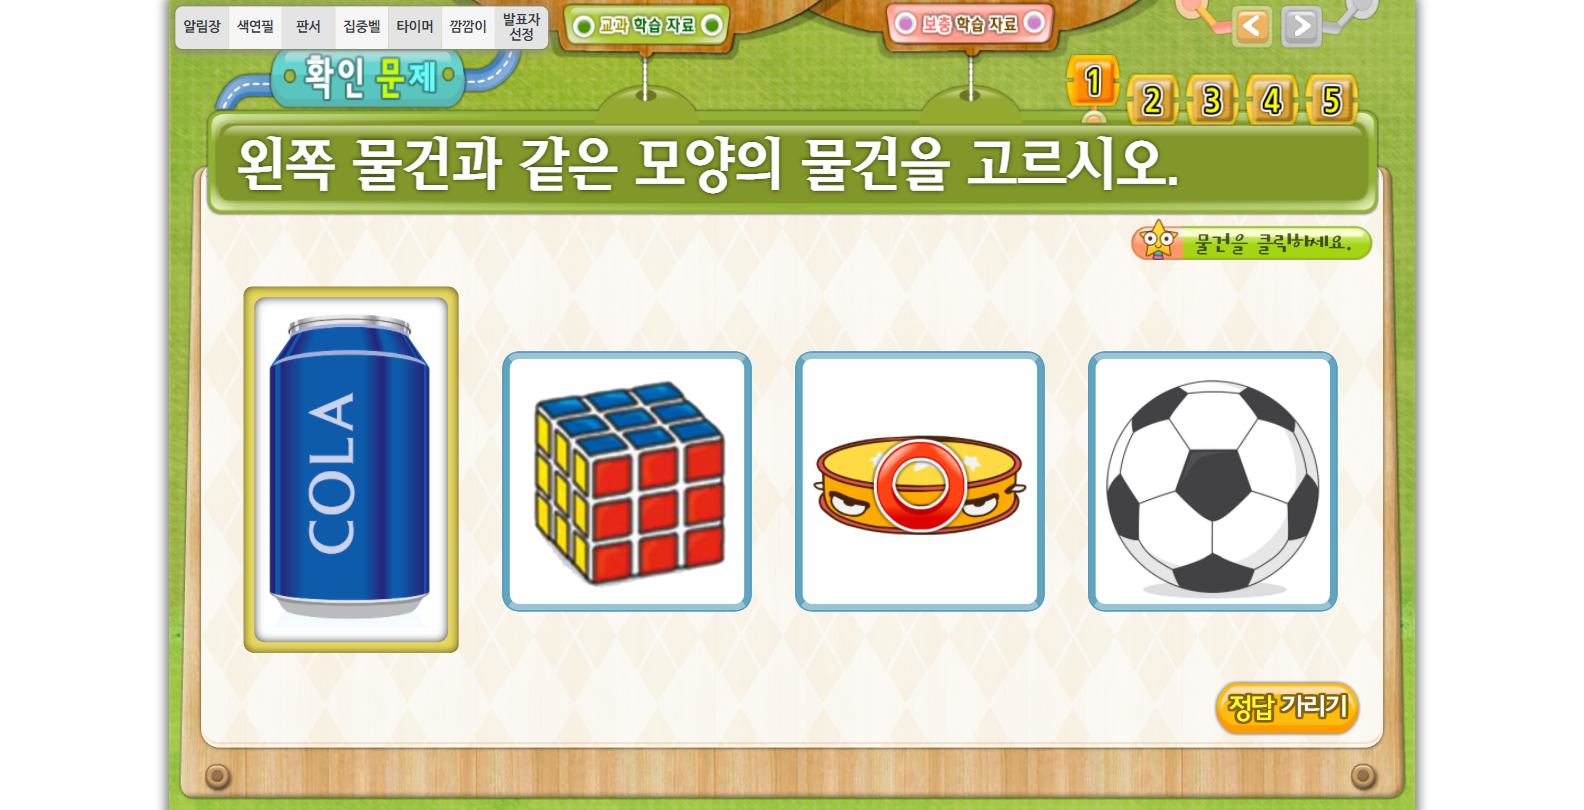 알림장 색연필 판서 집중벨 타이머 깜깜이 발표자 선정
교과 학습 자료
보충 학습 자료
확인 문제
1 2 3 4 5
왼쪽 물건과 같은 모양의 물건을 고르시오.
물건을 클릭하세요.
COLA
정답 가리기